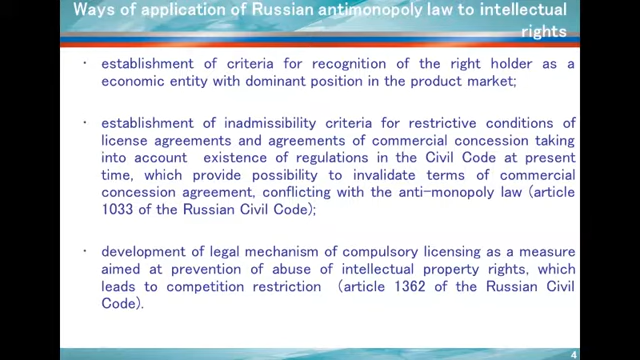 Ways of application of Russian antimonopoly law to intellectual
rights
· establishment of criteria for recognition of the right holder as a
economic entity with dominant position in the product market;
· establishment of inadmissibility criteria for restrictive conditions of
license agreements and agreements of commercial concession taking
into account existence of regulations in the Civil Code at present
time, which provide possibility to invalidate terms of commercial
concession agreement, conflicting with the anti-monopoly law (article
1033 of the Russian Civil Code);
· development of legal mechanism of compulsory licensing as a measure
aimed at prevention of abuse of intellectual property rights, which
leads to competition restriction (article 1362 of the Russian Civil
Code).
4